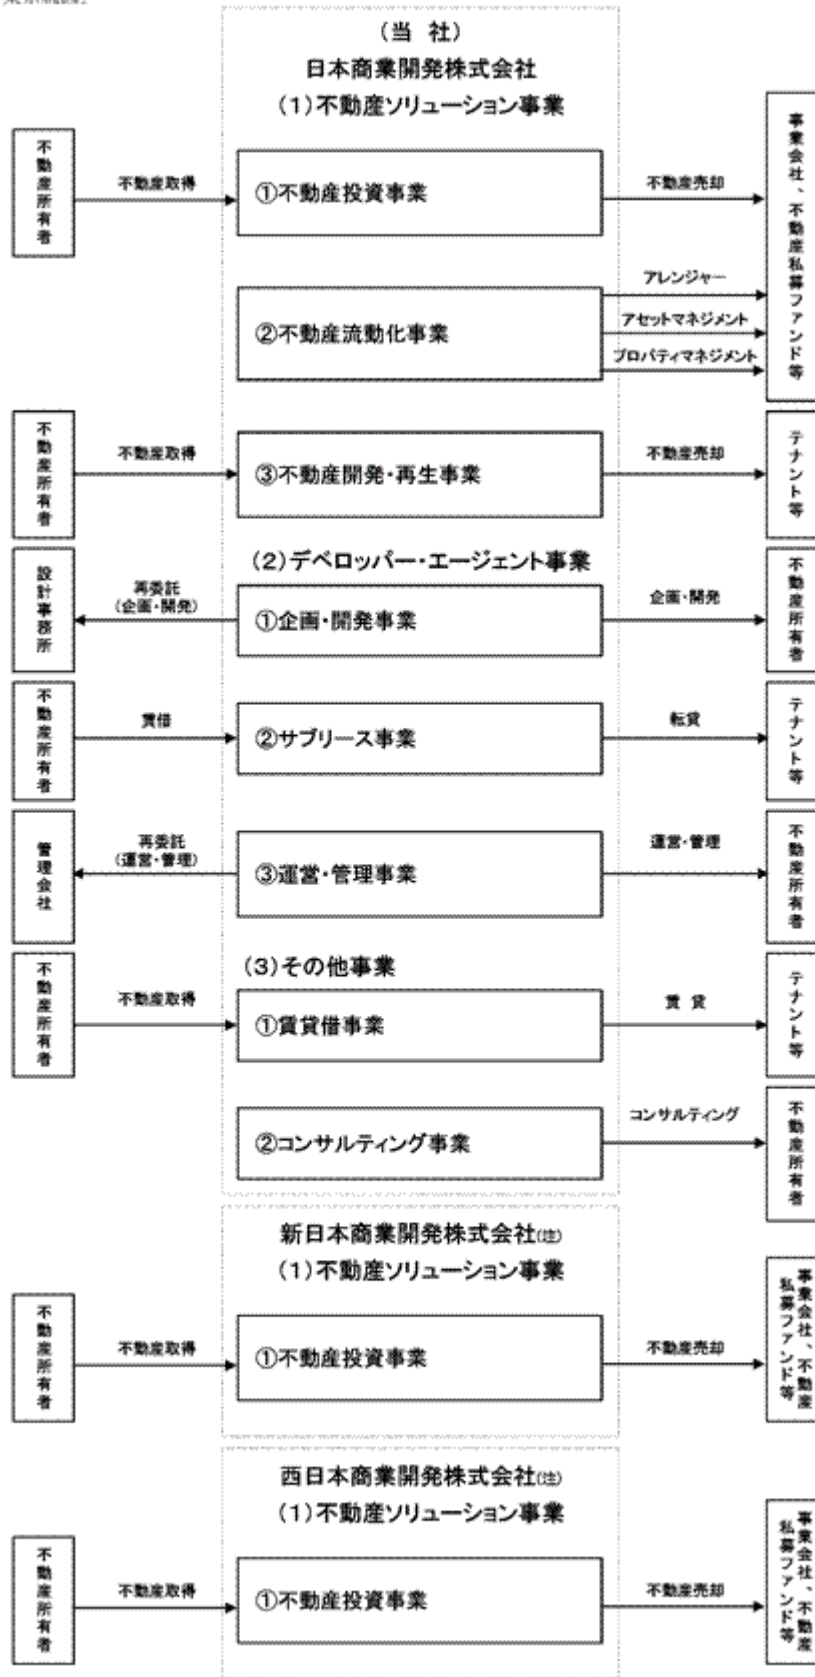 (当 社)
日本商業開発株式会社
(1)不動産ソリューション事業
不動産所有者
不動産取得
①不動産投資事業
不動産売却
事業会社、不動産私募ファンド等
②不動産流動化事業
アレンジャー
アセットマネジメント
プロパティマネジメント
不動産所有者
不動産取得
③不動産開発・再生事業
不動産売却
テナント等
(2)デベロッパー・エージェント事業
設計事務所
再委託
(企画・開発)
①企画・開発事業
企画・開発
不動産所有者
不動産所有者
賃借
②サブリース事業
転貸
テナント等
管理会社
再委託
(運営・管理)
③運営・管理事業
運営・管理
不動産所有者
(3)その他事業
不動産所有者
不動産取得
①賃貸借事業
賃 貸
テナント等
②コンサルティング事業
コンサルティング
不動産所有者
新日本商業開発株式会社(注)
(1)不動産ソリューション事業
不動産所有者
不動産取得
①不動産投資事業
不動産売却
事業会社、不動産
私募ファンド等
西日本商業開発株式会社(注)
(1)不動産ソリューション事業
不動産所有者
不動産取得
①不動産投資事業
不動産売却
事業会社、不動産
私募ファンド等